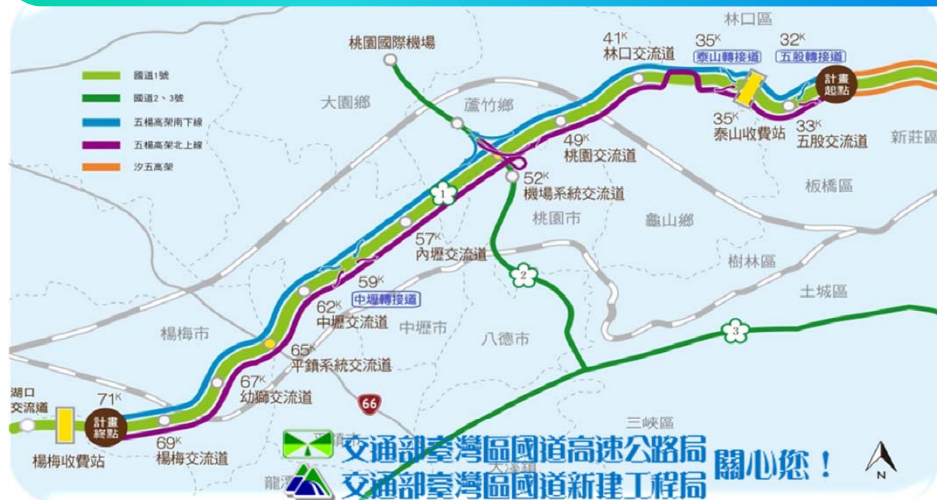 林口區
桃園國際機場
41K
林口交流道
35K
泰山轉接道
32K
五股轉接道
計畫
起點
國道1號
國道2、3號
五楊高架南下線
五楊高架北上線
汐五高架
大園鄉
蘆竹鄉
35K
泰山收費站
33K
五股交流道
新莊區
49K
桃園交流道
52K
機場系統交流道
板橋區
1
桃園市
龜山鄉
57K
內壢交流道
樹林區
2
59K
中壢轉接道
土城區
62K
中壢交流道
中壢市
八德市
3
楊梅市
65K
平鎮系統交流道
67K
幼獅交流道
湖口
交流道
71K
計畫
終點
66
69K
楊梅交流道
楊梅收費站
三峽區
平鎮市
交通部臺灣區國道高速公路局
大溪鎮
龍潭
交通部臺灣區國道新建工程局
關心您！
N